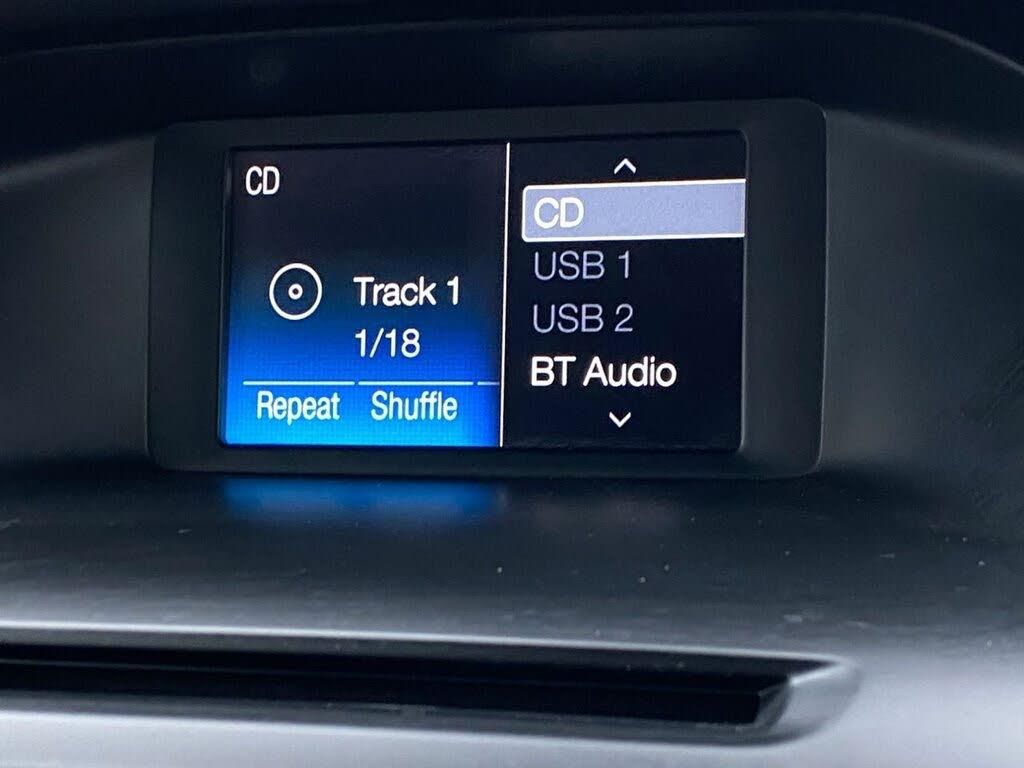 CD
Track 1
1/18
Repeat Shuffle
CD
USB 1
USB 2
BT Audio